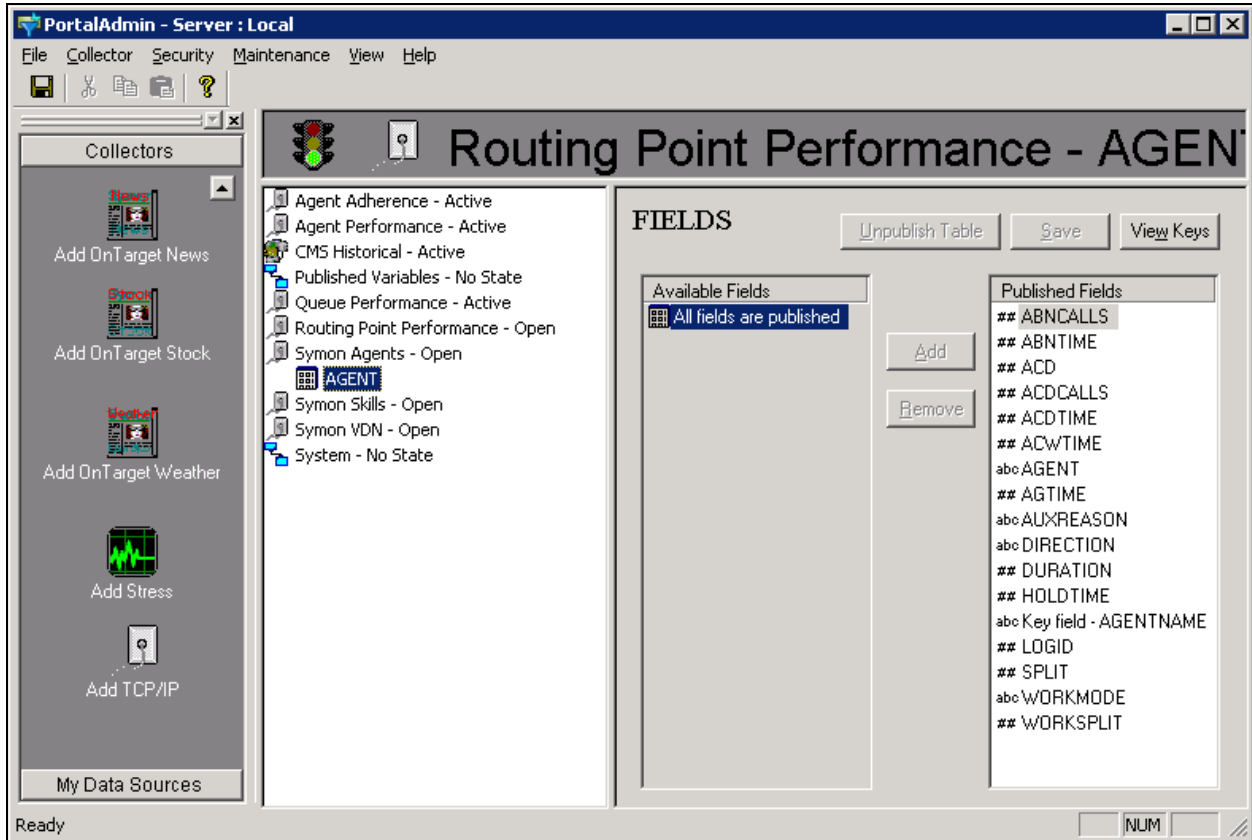 PortalAdmin - Server : Local
File Collector Security Maintenance View Help
Collectors
News
Add OnTarget News
Stock
Add OnTarget Stock
Weather
Add OnTarget Weather
Add Stress
Add TCP/IP
My Data Sources
Routing Point Performance - AGENT
Agent Adherence - Active
Agent Performance - Active
CMS Historical - Active
Published Variables - No State
Queue Performance - Active
Routing Point Performance - Open
Symon Agents - Open
AGENT
Symon Skills - Open
Symon VDN - Open
System - No State
FIELDS
Unpublish Table Save View Keys
Available Fields
All fields are published
Add
Remove
Published Fields
## ABNCALLS
## ABNTIME
## ACD
## ACDCALLS
## ACDTIME
## ACWTIME
abc AGENT
## AGTIME
abc AUXREASON
abc DIRECTION
## DURATION
## HOLDTIME
abc Key field - AGENTNAME
## LOGID
## SPLIT
abc WORKMODE
## WORKSPLIT
Ready
NUM